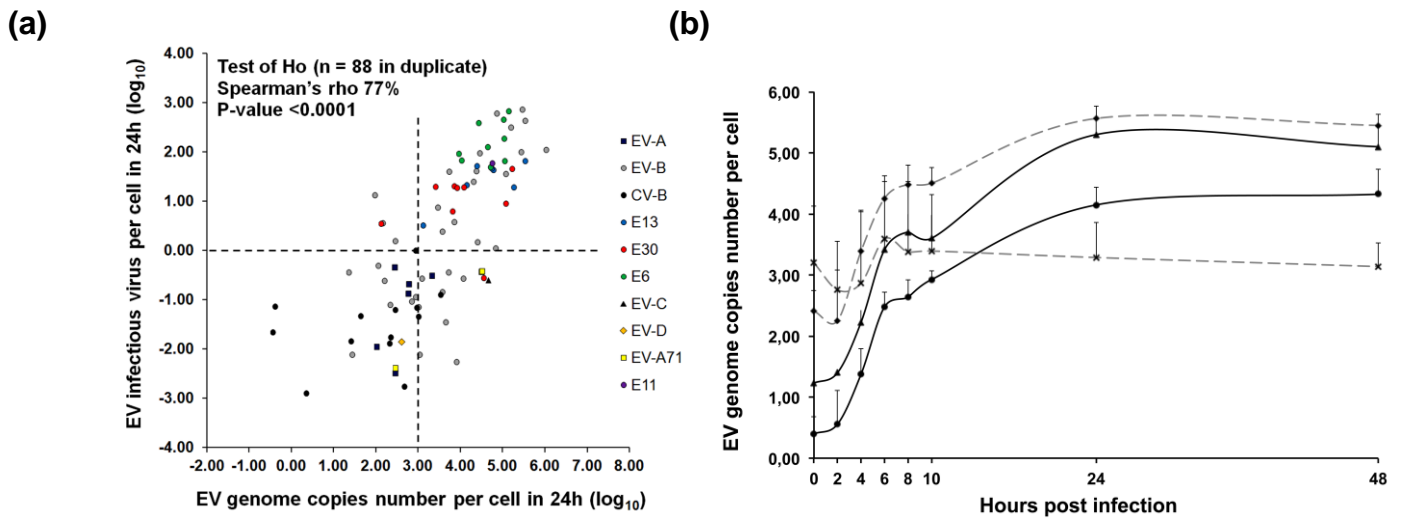 (a)
EV infectious virus per cell in 24h (log10)
4.00
3.00
2.00
1.00
0.00
-1.00
-2.00
-3.00
-4.00
Test of Ho (n = 88 in duplicate)
Spearman's rho 77%
P-value <0.0001
-2.00 -1.00 0.00 1.00 2.00 3.00 4.00 5.00 6.00 7.00 8.00
EV genome copies number per cell in 24h (log10)
EV-A
EV-B
CV-B
E13
E30
E6
EV-C
EV-D
EV-A71
E11
(b)
EV genome copies number per cell
6,00
5,00
4,00
3,00
2,00
1,00
0,00
0 2 4 6 8 10 24 48
Hours post infection